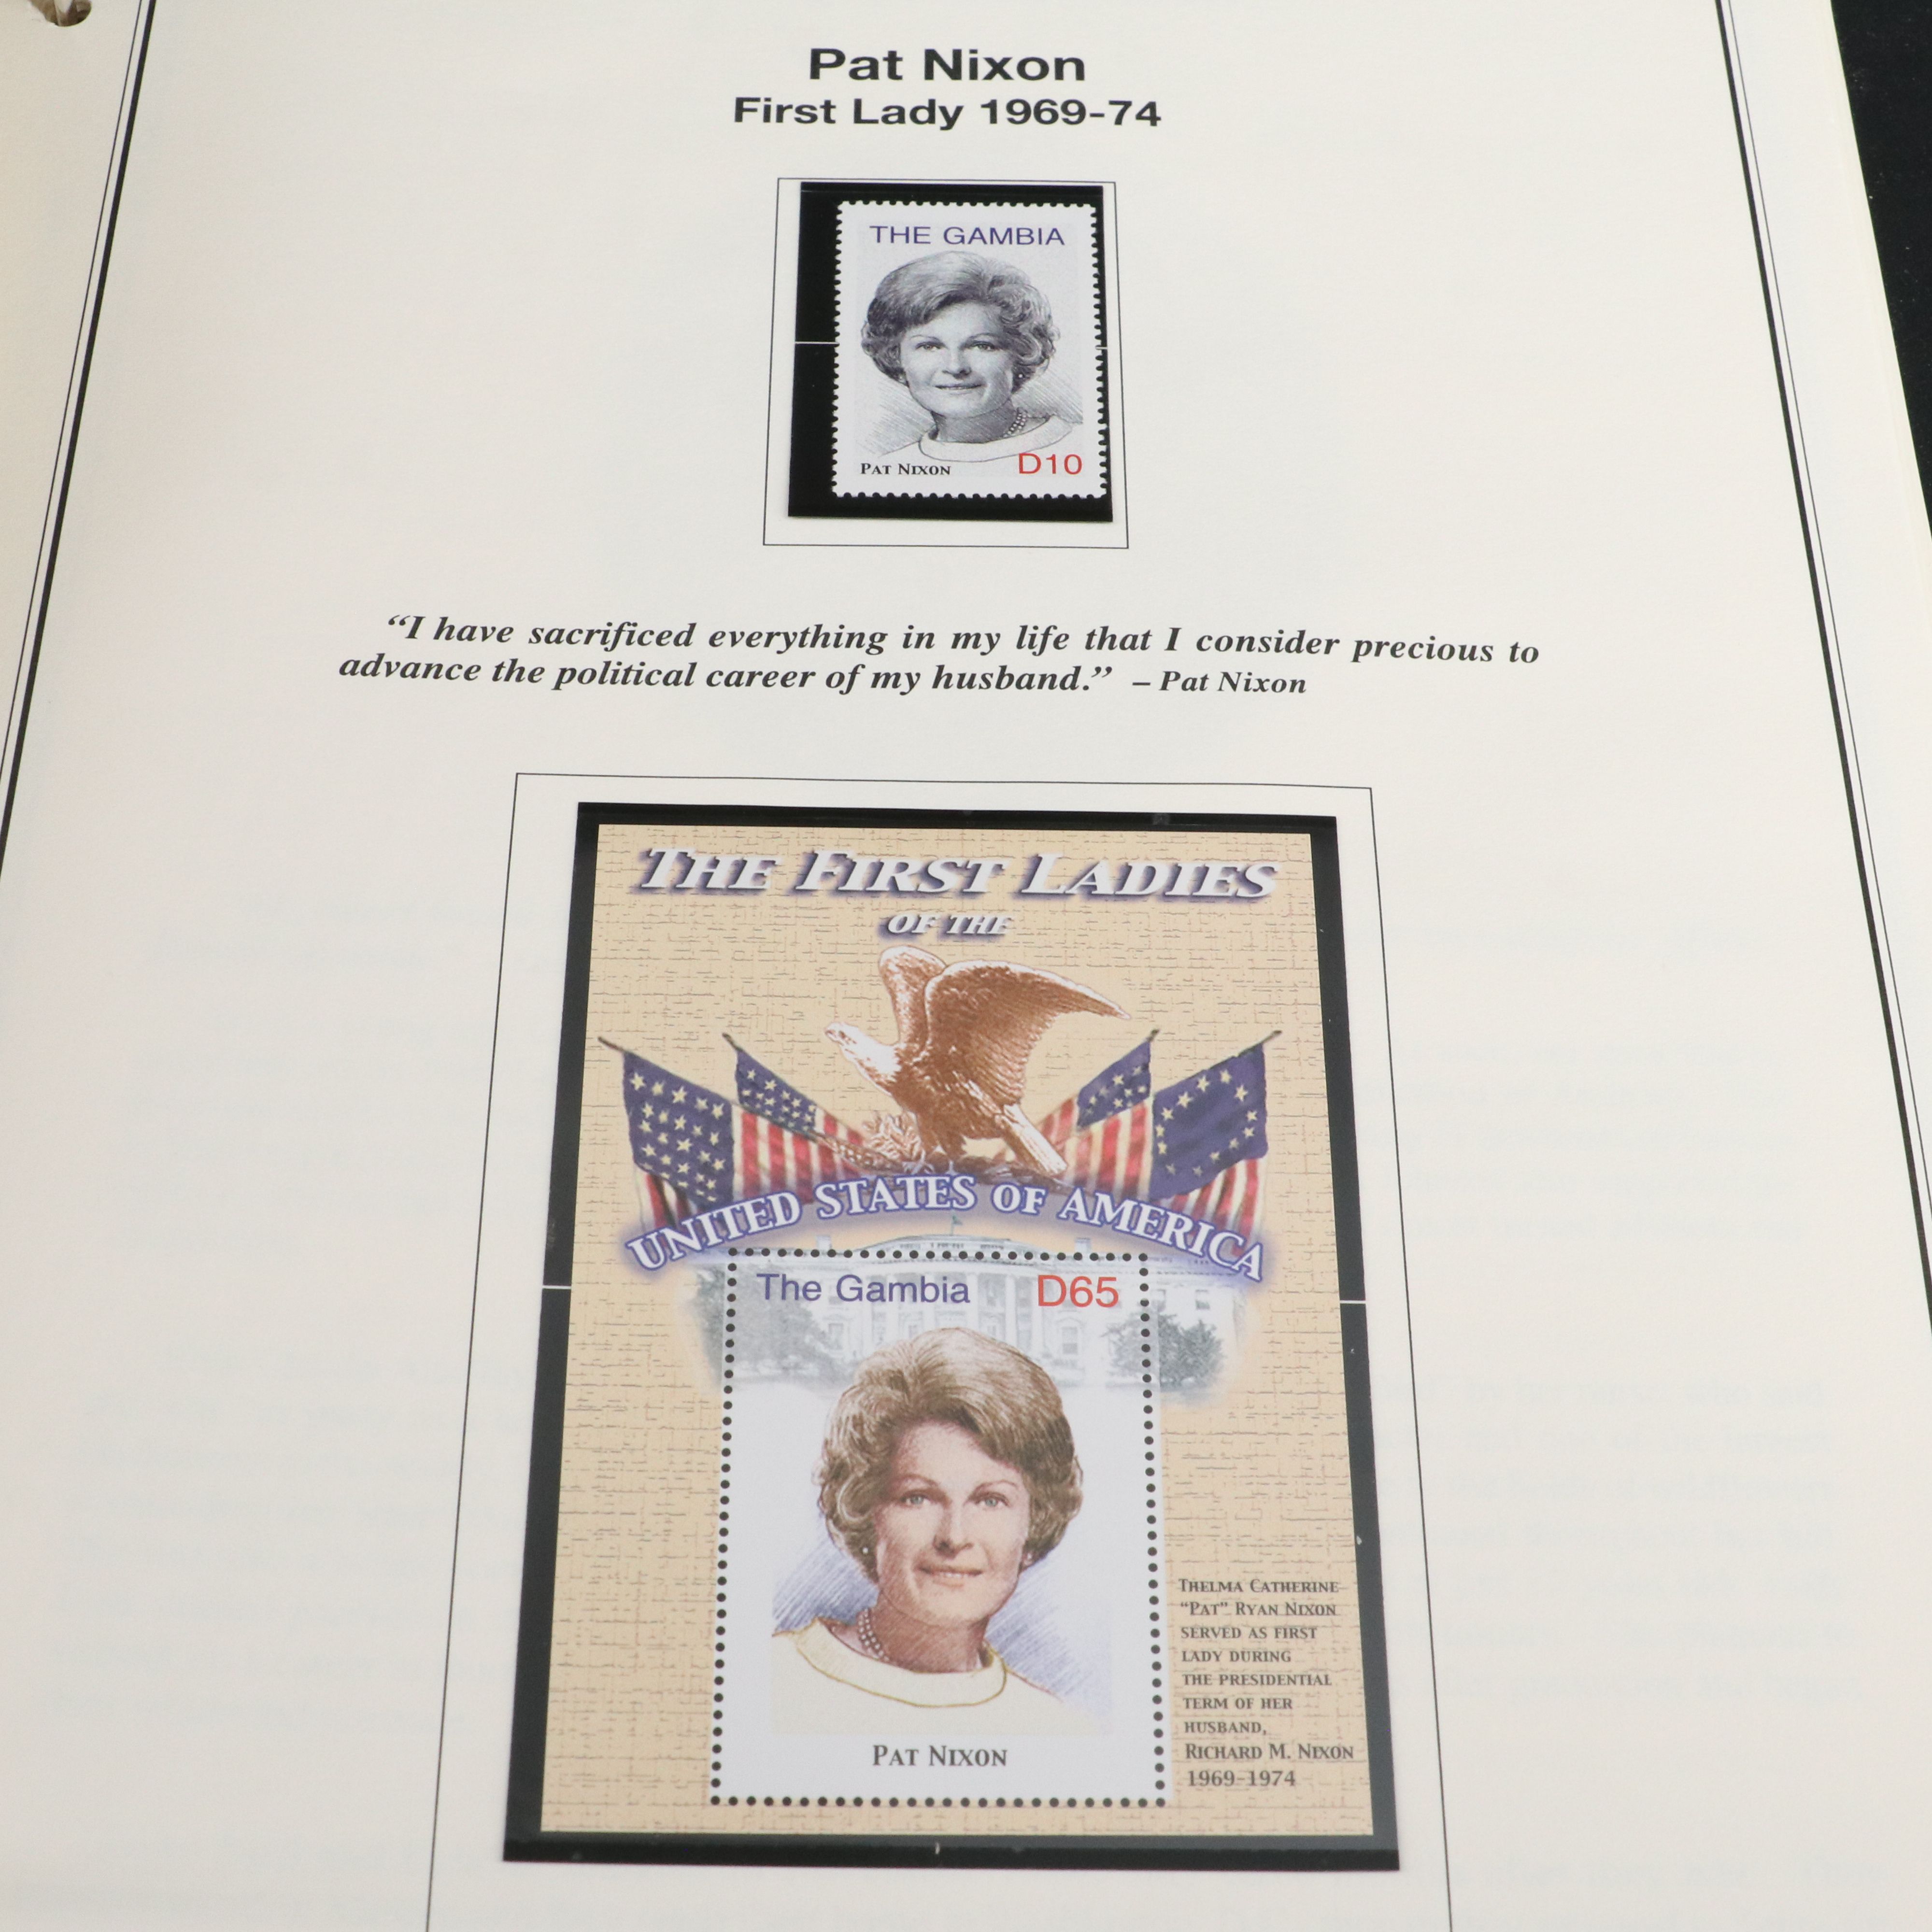 Pat Nixon
First Lady 1969-74
THE GAMBIA
PAT NIXON D10
“I have sacrificed everything in my life that I consider precious to
advance the political career of my husband.” – Pat Nixon
THE FIRST LADIES
OF THE
UNITED STATES OF AMERICA
The Gambia D65
THELMA CATHERINE
“PAT” RYAN NIXON
SERVED AS FIRST
LADY DURING
THE PRESIDENTIAL
TERM OF HER
HUSBAND,
RICHARD M. NIXON
1969-1974
PAT NIXON